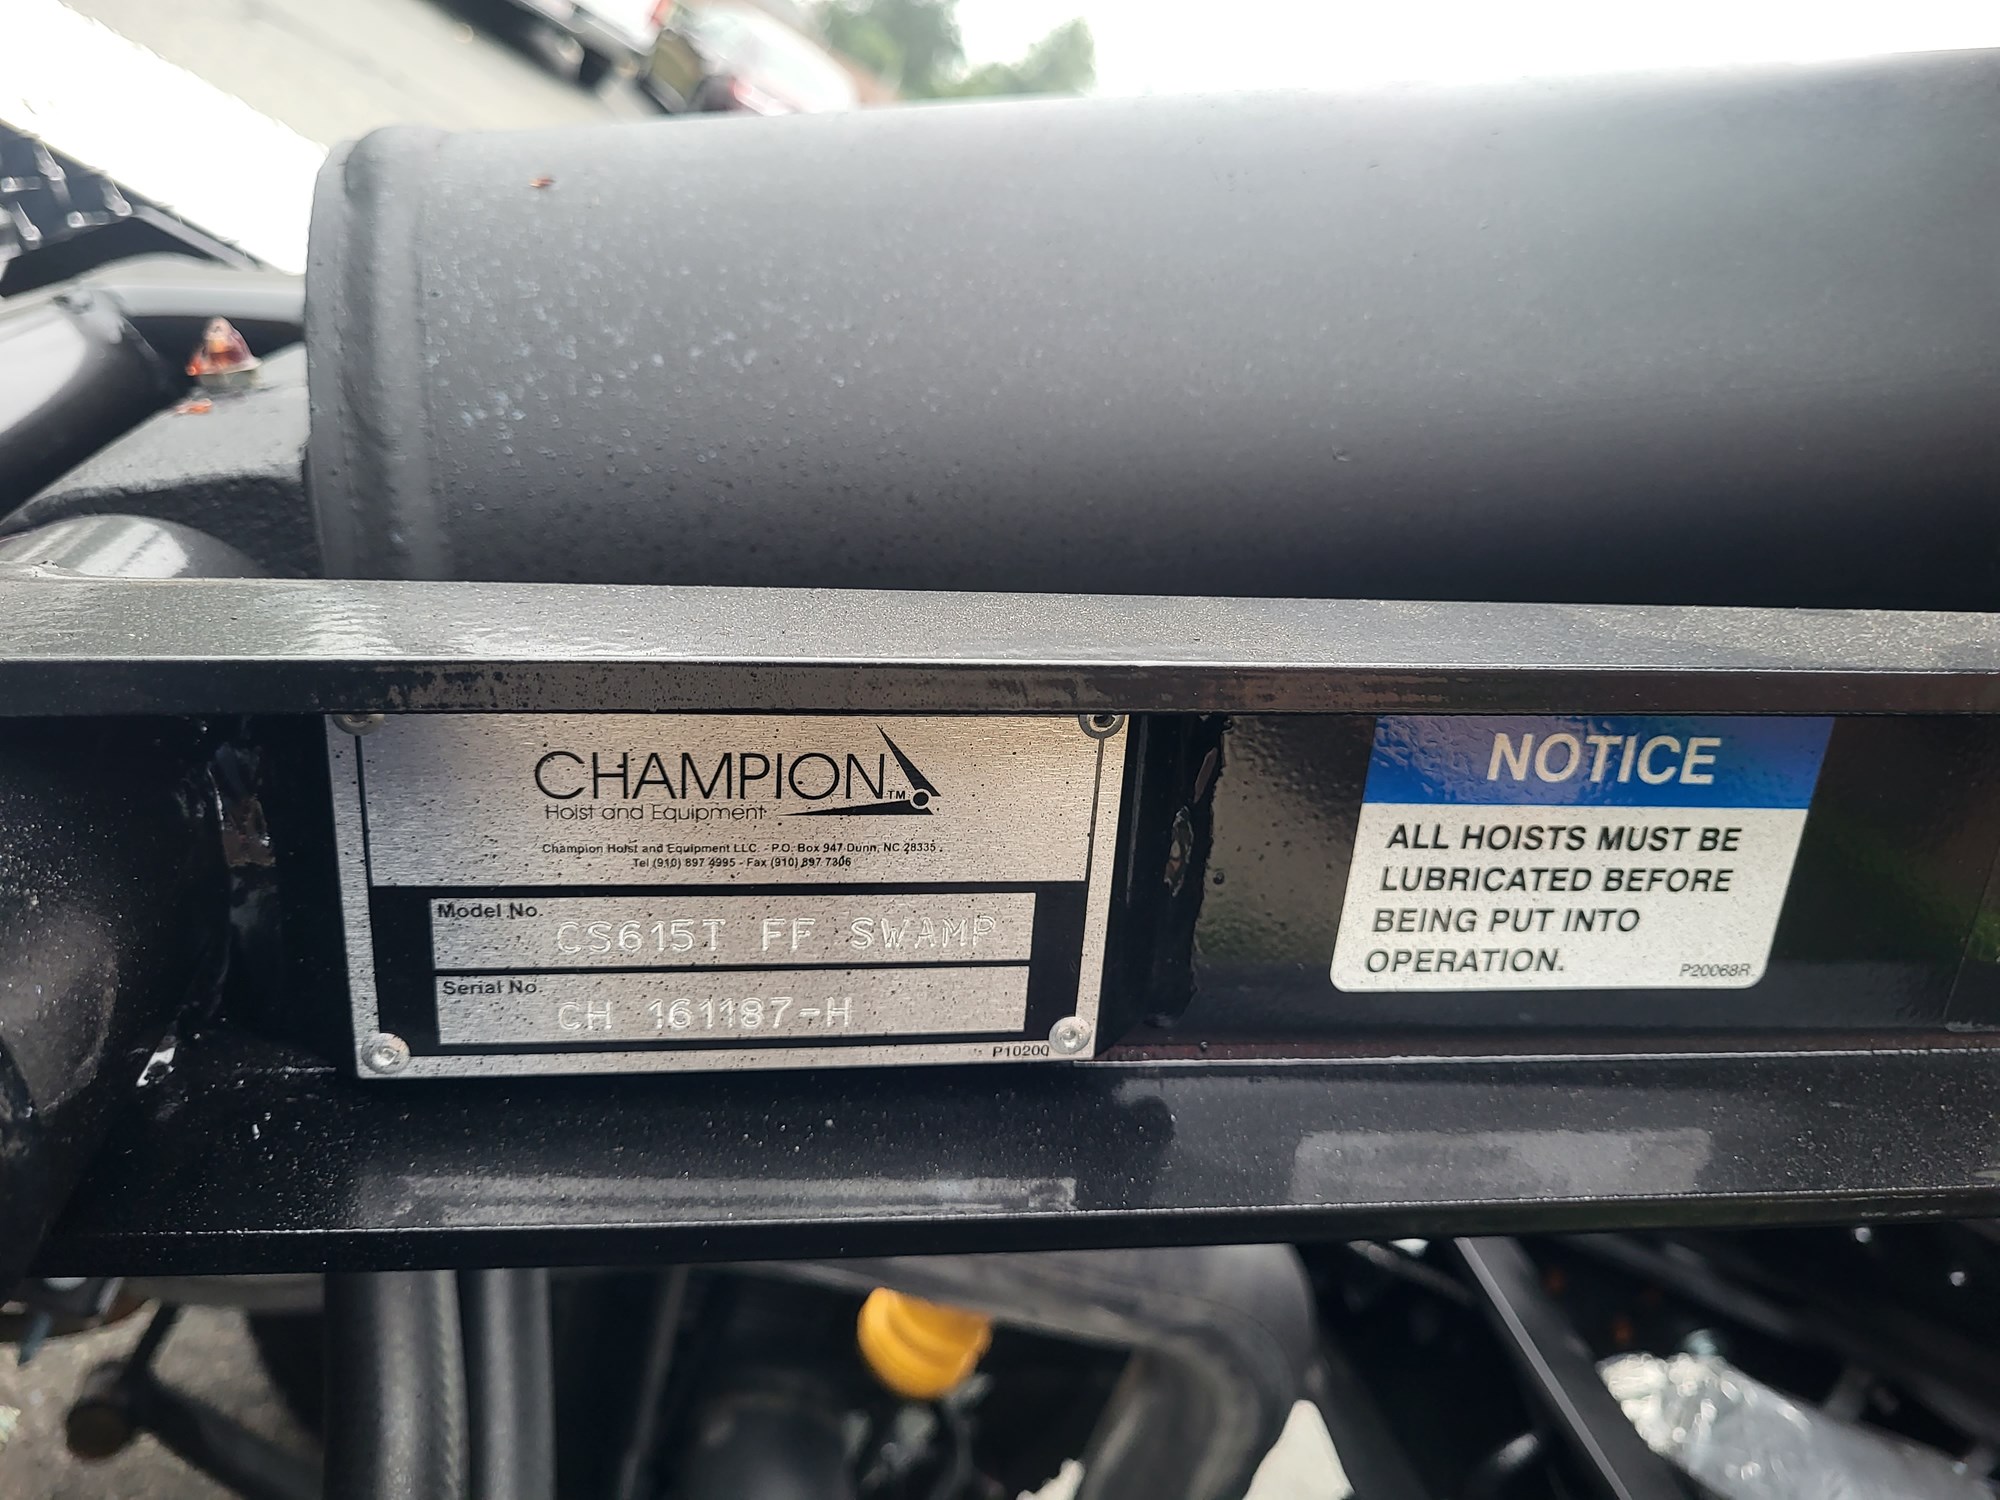 CHAMPION™
Hoist and Equipment
Champion Hoist and Equipment LLC. - P.O. Box 947 Dunn, NC 28335
Tel (910) 897 4995 - Fax (910) 897 7306
Model No. CS615T FF SWAMP
Serial No. CH 161187-H
P10200
NOTICE
ALL HOISTS MUST BE
LUBRICATED BEFORE
BEING PUT INTO
OPERATION.
P20068R